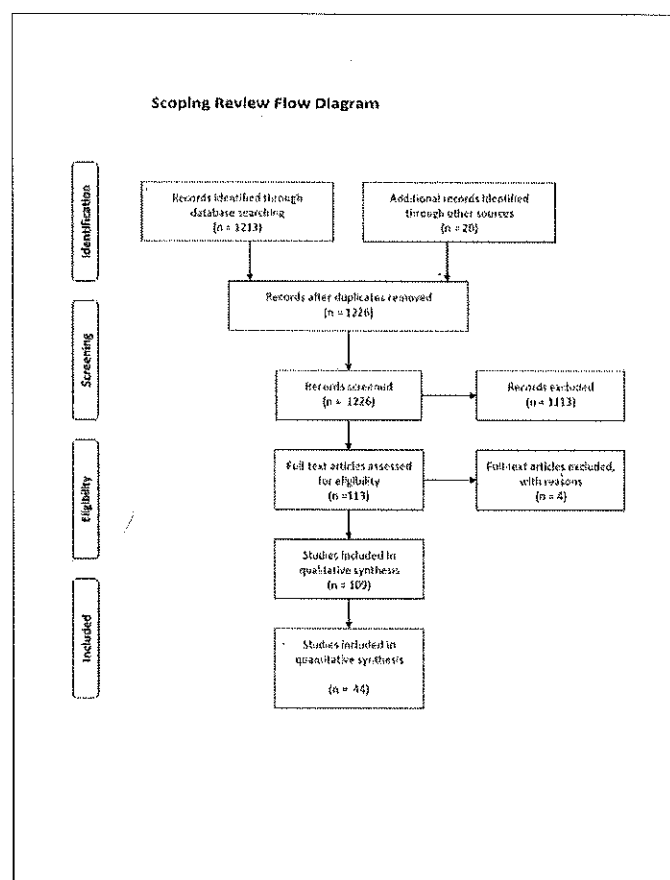 Scoping Review Flow Diagram
Identification
Records identified through
database searching
(n = 1213)
Additional records identified
through other sources
(n = 20)
Records after duplicates removed
(n = 1226)
Screening
Records screened
(n = 1226)
Records excluded
(n = 1113)
Eligibility
Full-text articles assessed
for eligibility
(n =113)
Full-text articles excluded,
with reasons
(n = 4)
Studies included in
qualitative synthesis
(n = 109)
Included
Studies included in
quantitative synthesis
(n = 44)